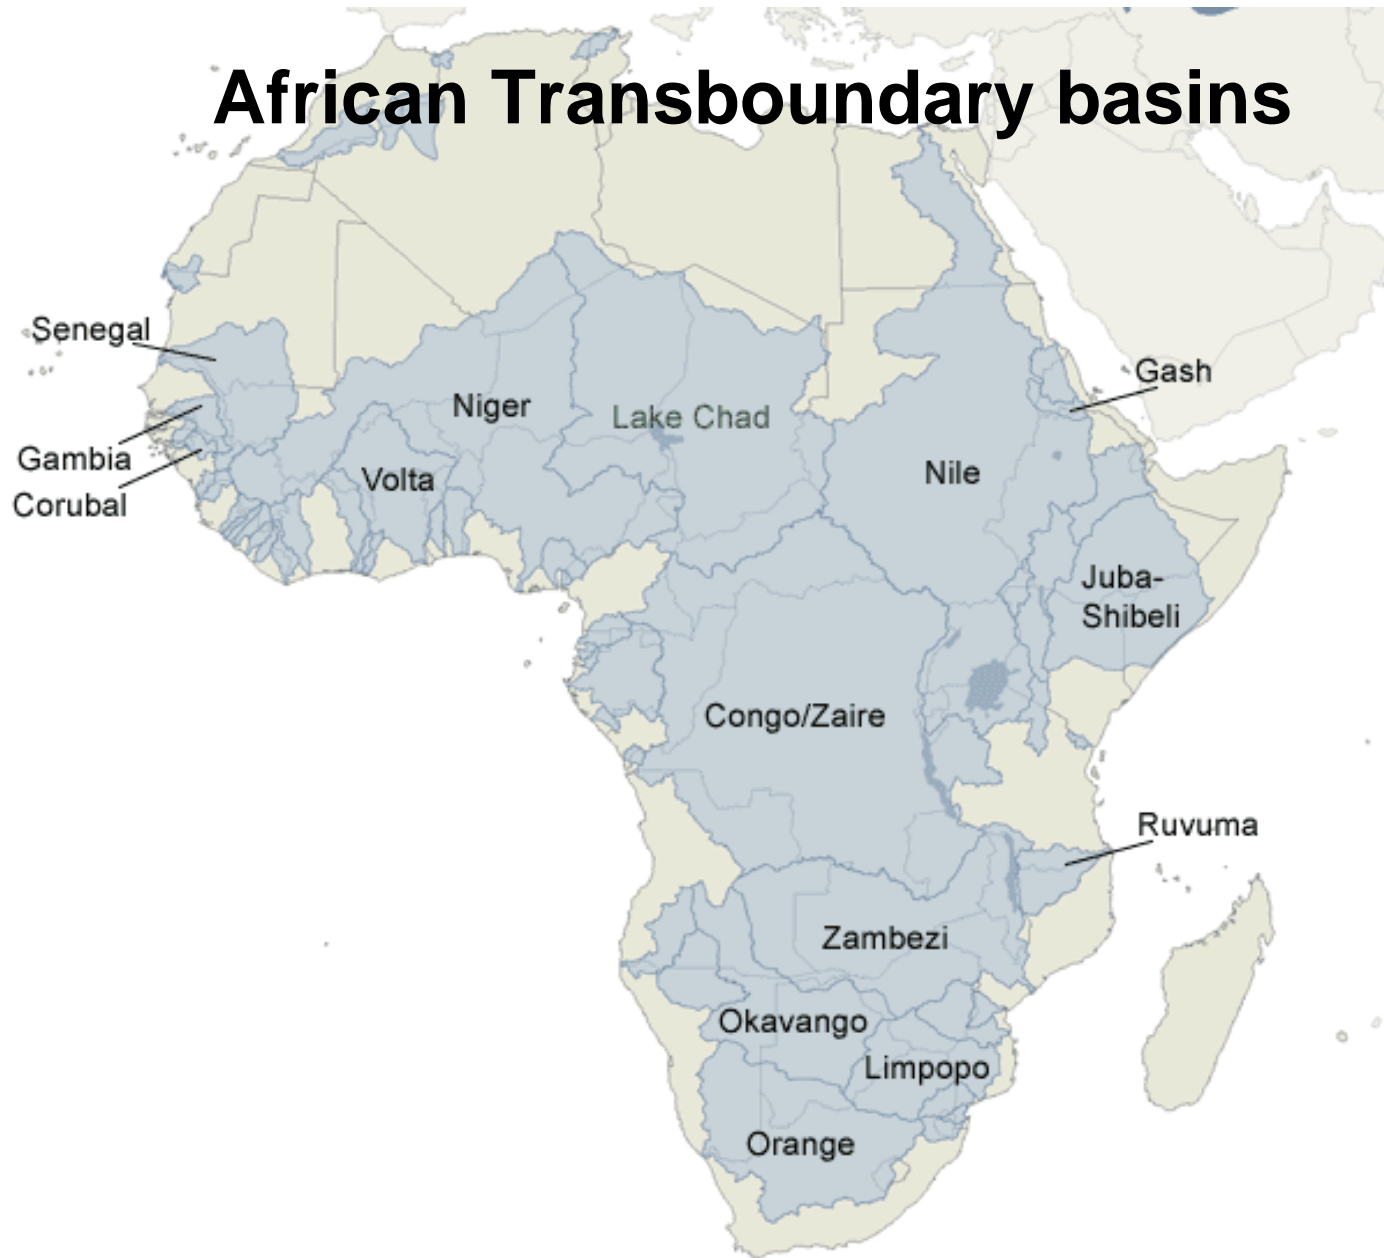 African Transboundary basins
Senegal
Gash
Niger
Lake Chad
Gambia
Volta
Nile
Corubal
Juba-
Shibeli
Congo/Zaire
Ruvuma
Zambezi
Okavango
Limpopo
Orange